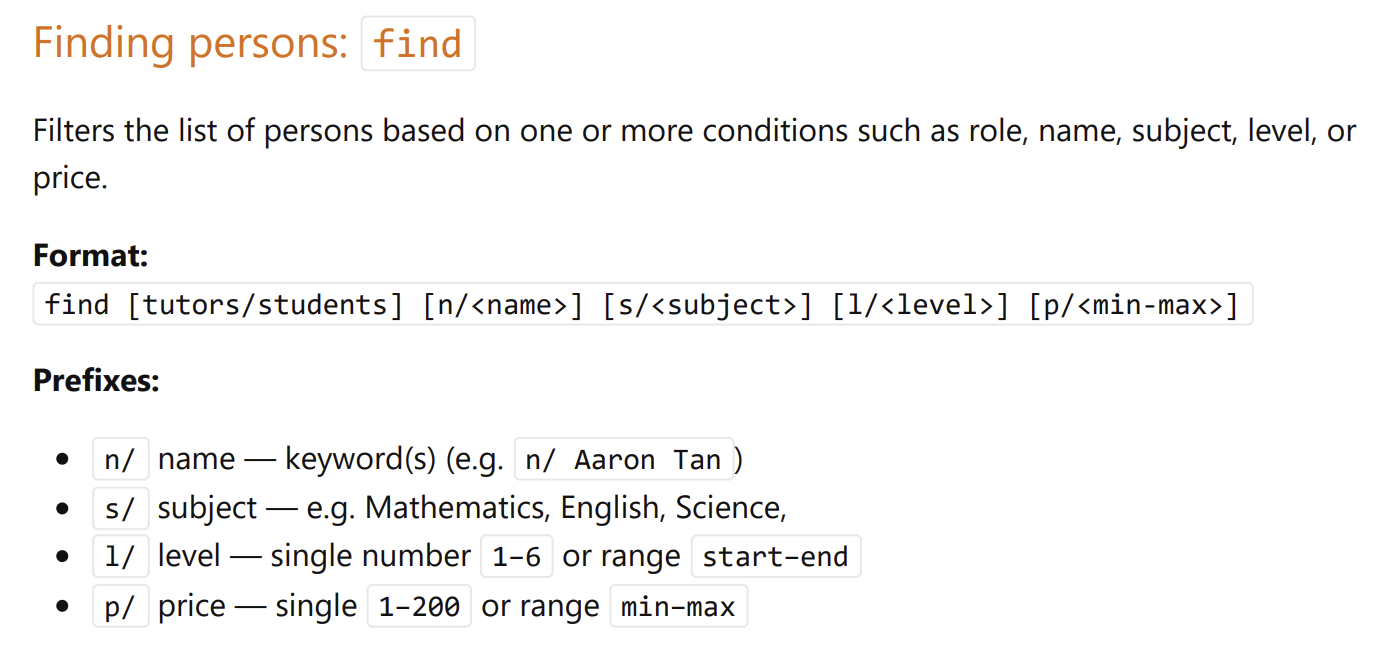 Finding persons: find
Filters the list of persons based on one or more conditions such as role, name, subject, level, or
price.
Format:
find [tutors/students] [n/<name>] [s/<subject>] [l/<level>] [p/<min-max>]
Prefixes:
• n/ name — keyword(s) (e.g. n/ Aaron Tan )
• s/ subject — e.g. Mathematics, English, Science,
• l/ level — single number 1–6 or range start–end
• p/ price — single 1–200 or range min–max